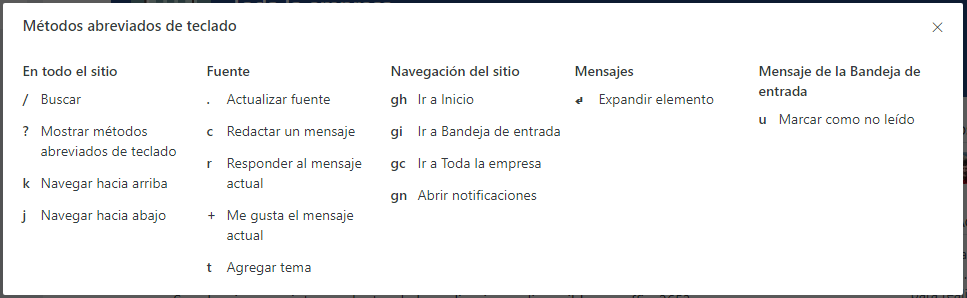 Métodos abreviados de teclado
En todo el sitio
/ Buscar
? Mostrar métodos
abreviados de teclado
k Navegar hacia arriba
j Navegar hacia abajo
Fuente
. Actualizar fuente
c Redactar un mensaje
r Responder al mensaje
actual
+ Me gusta el mensaje
actual
t Agregar tema
Navegación del sitio
gh Ir a Inicio
gi Ir a Bandeja de entrada
gc Ir a Toda la empresa
gn Abrir notificaciones
Mensajes
↲ Expandir elemento
Mensaje de la Bandeja de
entrada
u Marcar como no leído